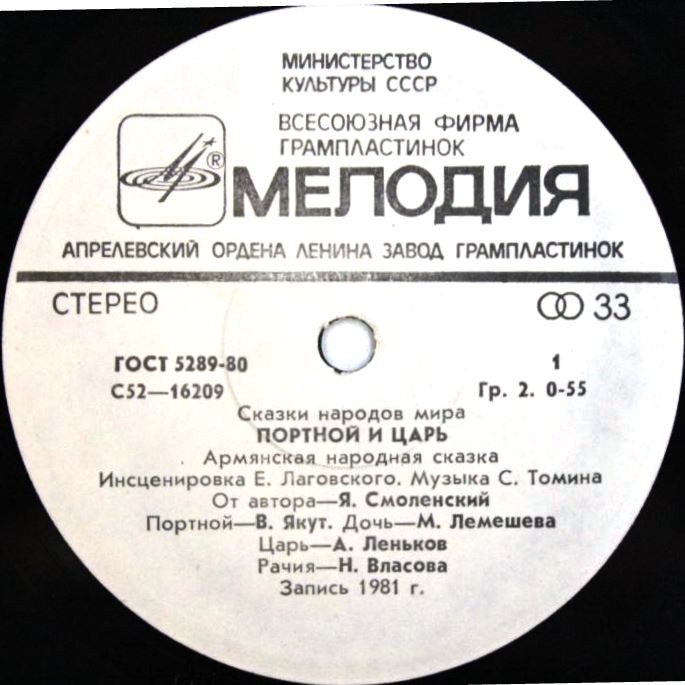 МИНИСТЕРСТВО
КУЛЬТУРЫ СССР
ВСЕСОЮЗНАЯ ФИРМА
ГРАМПЛАСТИНОК
®
МЕЛОДИЯ
АПРЕЛЕВСКИЙ ОРДЕНА ЛЕНИНА ЗАВОД ГРАМПЛАСТИНОК
СТЕРЕО 33
ГОСТ 5289-80 1
С52—16209 Гр. 2. 0-55
Сказки народов мира
ПОРТНОЙ И ЦАРЬ
Армянская народная сказка
Инсценировка Е. Лаговского. Музыка С. Томина
От автора—Я. Смоленский
Портной—В. Якут. Дочь—М. Лемешева
Царь—А. Леньков
Рачия—Н. Власова
Запись 1981 г.